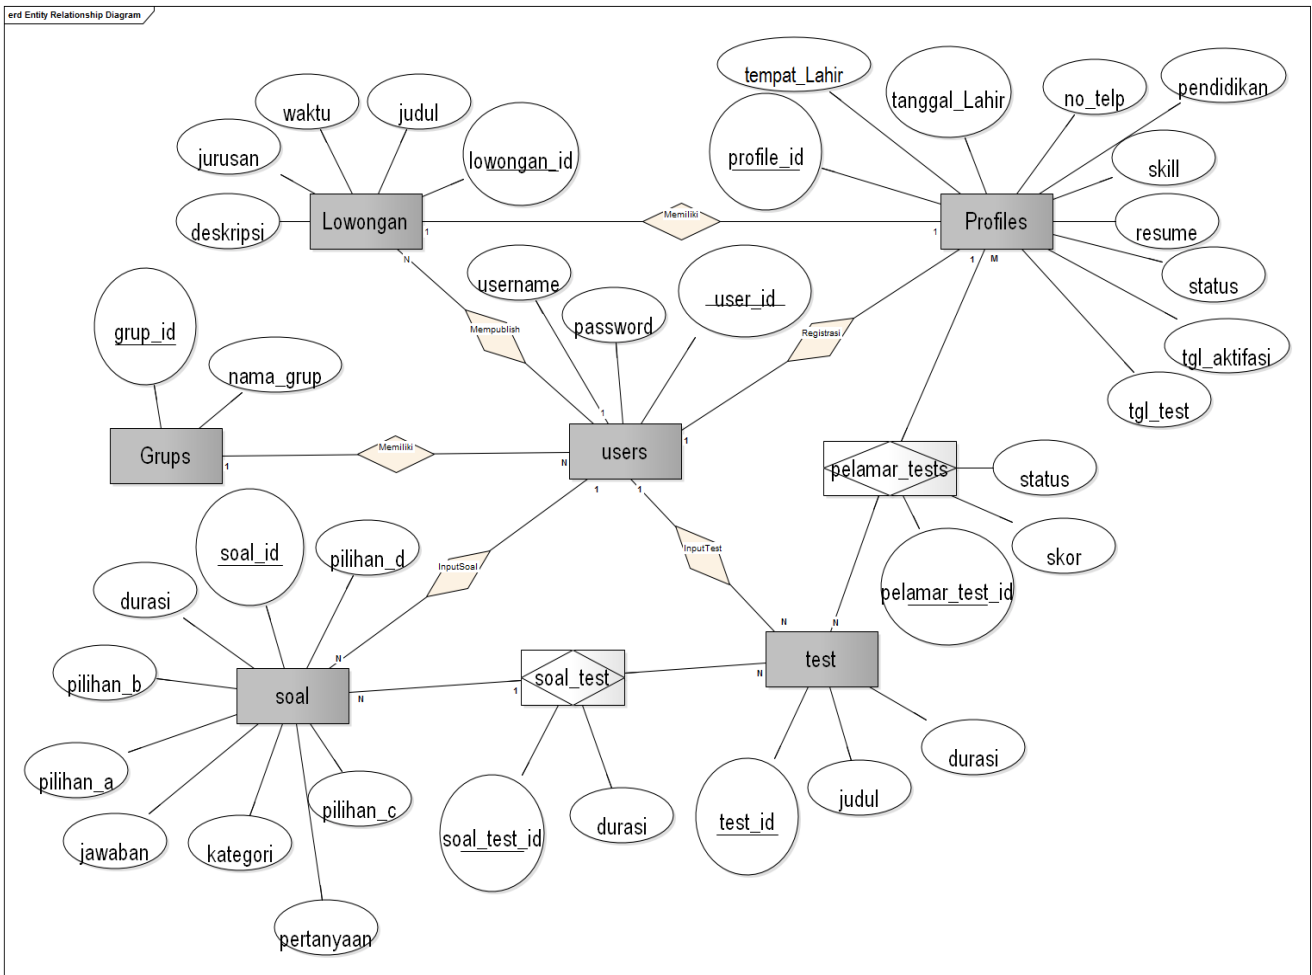 erd Entity Relationship Diagram
tempat_Lahir
tanggal_Lahir
no_telp
pendidikan
waktu
judul
jurusan
lowongan_id
profile_id
skill
deskripsi
Lowongan
1
Memiliki
1
Profiles
resume
N
1
M
username
user_id
status
grup_id
Mempublish
password
Registrasi
tgl_aktifasi
nama_grup
tgl_test
1
Grups
1
Memiliki
N
users
1
pelamar_tests
status
1
1
soal_id
pilihan_d
InputSoal
InputTest
skor
durasi
pelamar_test_id
N
N
N
pilihan_b
soal
N
1
soal_test
N
test
pilihan_a
pilihan_c
durasi
jawaban
kategori
soal_test_id
durasi
test_id
judul
pertanyaan